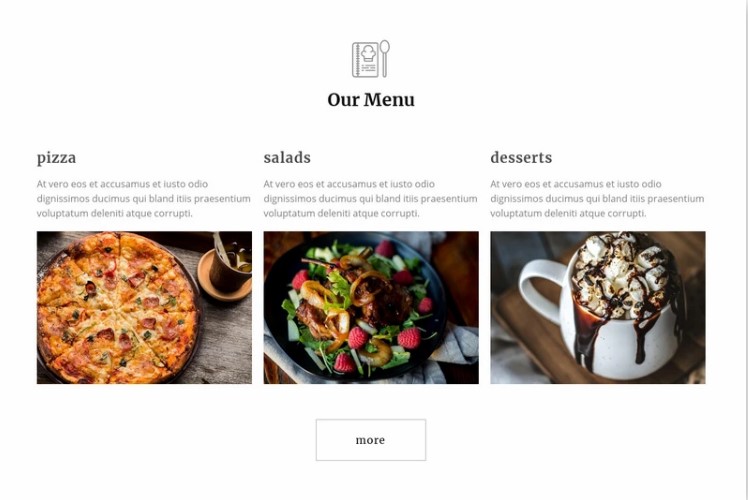 Our Menu
pizza
At vero eos et accusamus et iusto odio
dignissimos ducimus qui bland itiis praesentium
voluptatum deleniti atque corrupti.
salads
At vero eos et accusamus et iusto odio
dignissimos ducimus qui bland itiis praesentium
voluptatum deleniti atque corrupti.
desserts
At vero eos et accusamus et iusto odio
dignissimos ducimus qui bland itiis praesentium
voluptatum deleniti atque corrupti.
more